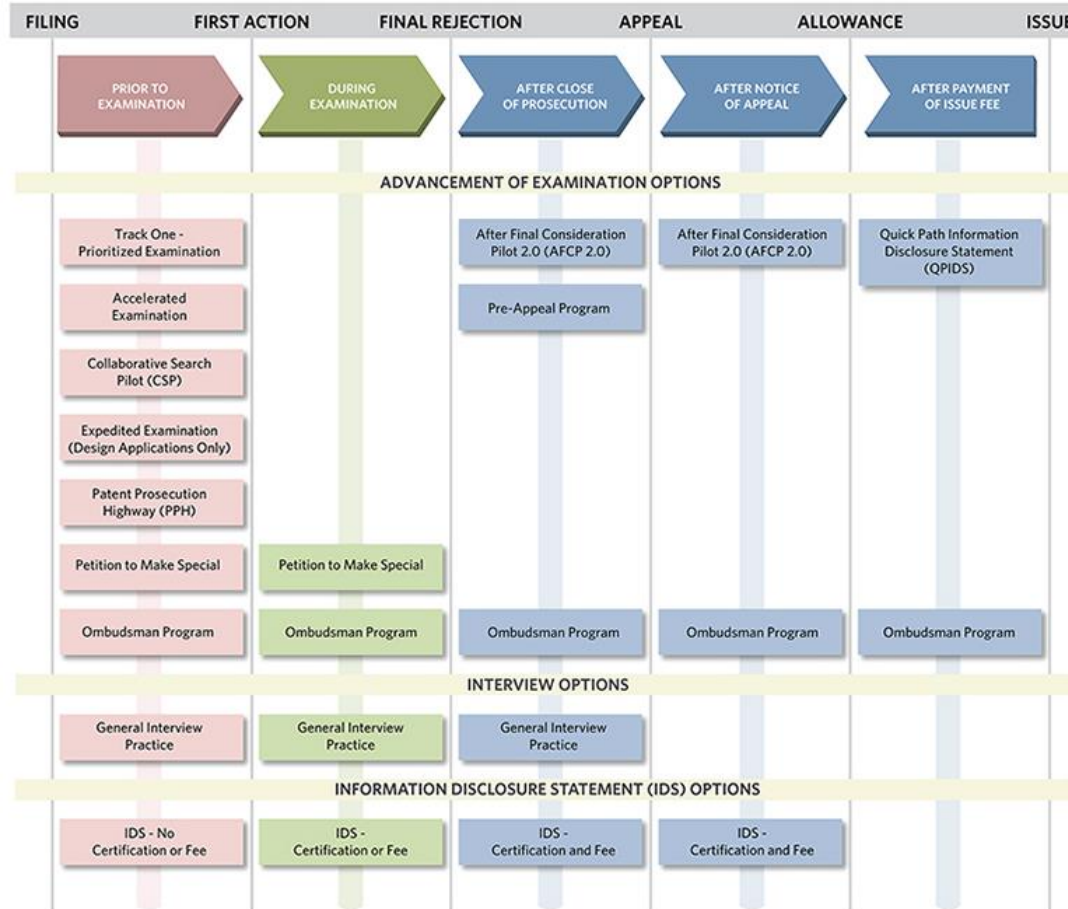 FILING FIRST ACTION FINAL REJECTION APPEAL ALLOWANCE ISSUE
PRIOR TO
EXAMINATION
DURING
EXAMINATION
AFTER CLOSE
OF PROSECUTION
AFTER NOTICE
OF APPEAL
AFTER PAYMENT
OF ISSUE FEE
ADVANCEMENT OF EXAMINATION OPTIONS
Track One -
Prioritized Examination
After Final Consideration
Pilot 2.0 (AFCP 2.0)
After Final Consideration
Pilot 2.0 (AFCP 2.0)
Quick Path Information
Disclosure Statement
(QPIDS)
Accelerated
Examination
Pre-Appeal Program
Collaborative Search
Pilot (CSP)
Expedited Examination
(Design Applications Only)
Patent Prosecution
Highway (PPH)
Petition to Make Special
Petition to Make Special
Ombudsman Program
Ombudsman Program
Ombudsman Program
Ombudsman Program
Ombudsman Program
INTERVIEW OPTIONS
General Interview
Practice
General Interview
Practice
General Interview
Practice
INFORMATION DISCLOSURE STATEMENT (IDS) OPTIONS
IDS - No
Certification or Fee
IDS -
Certification or Fee
IDS -
Certification and Fee
IDS -
Certification and Fee